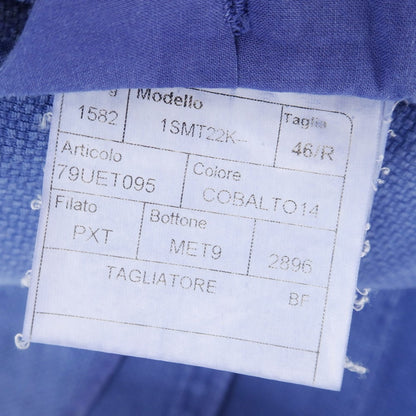 g Modello Taglia
1582 1SMT22K- 46/R
Articolo Colore
79UET095 COBALTO14
Filato Bottone
PXT MET9 2896
TAGLIATORE BF